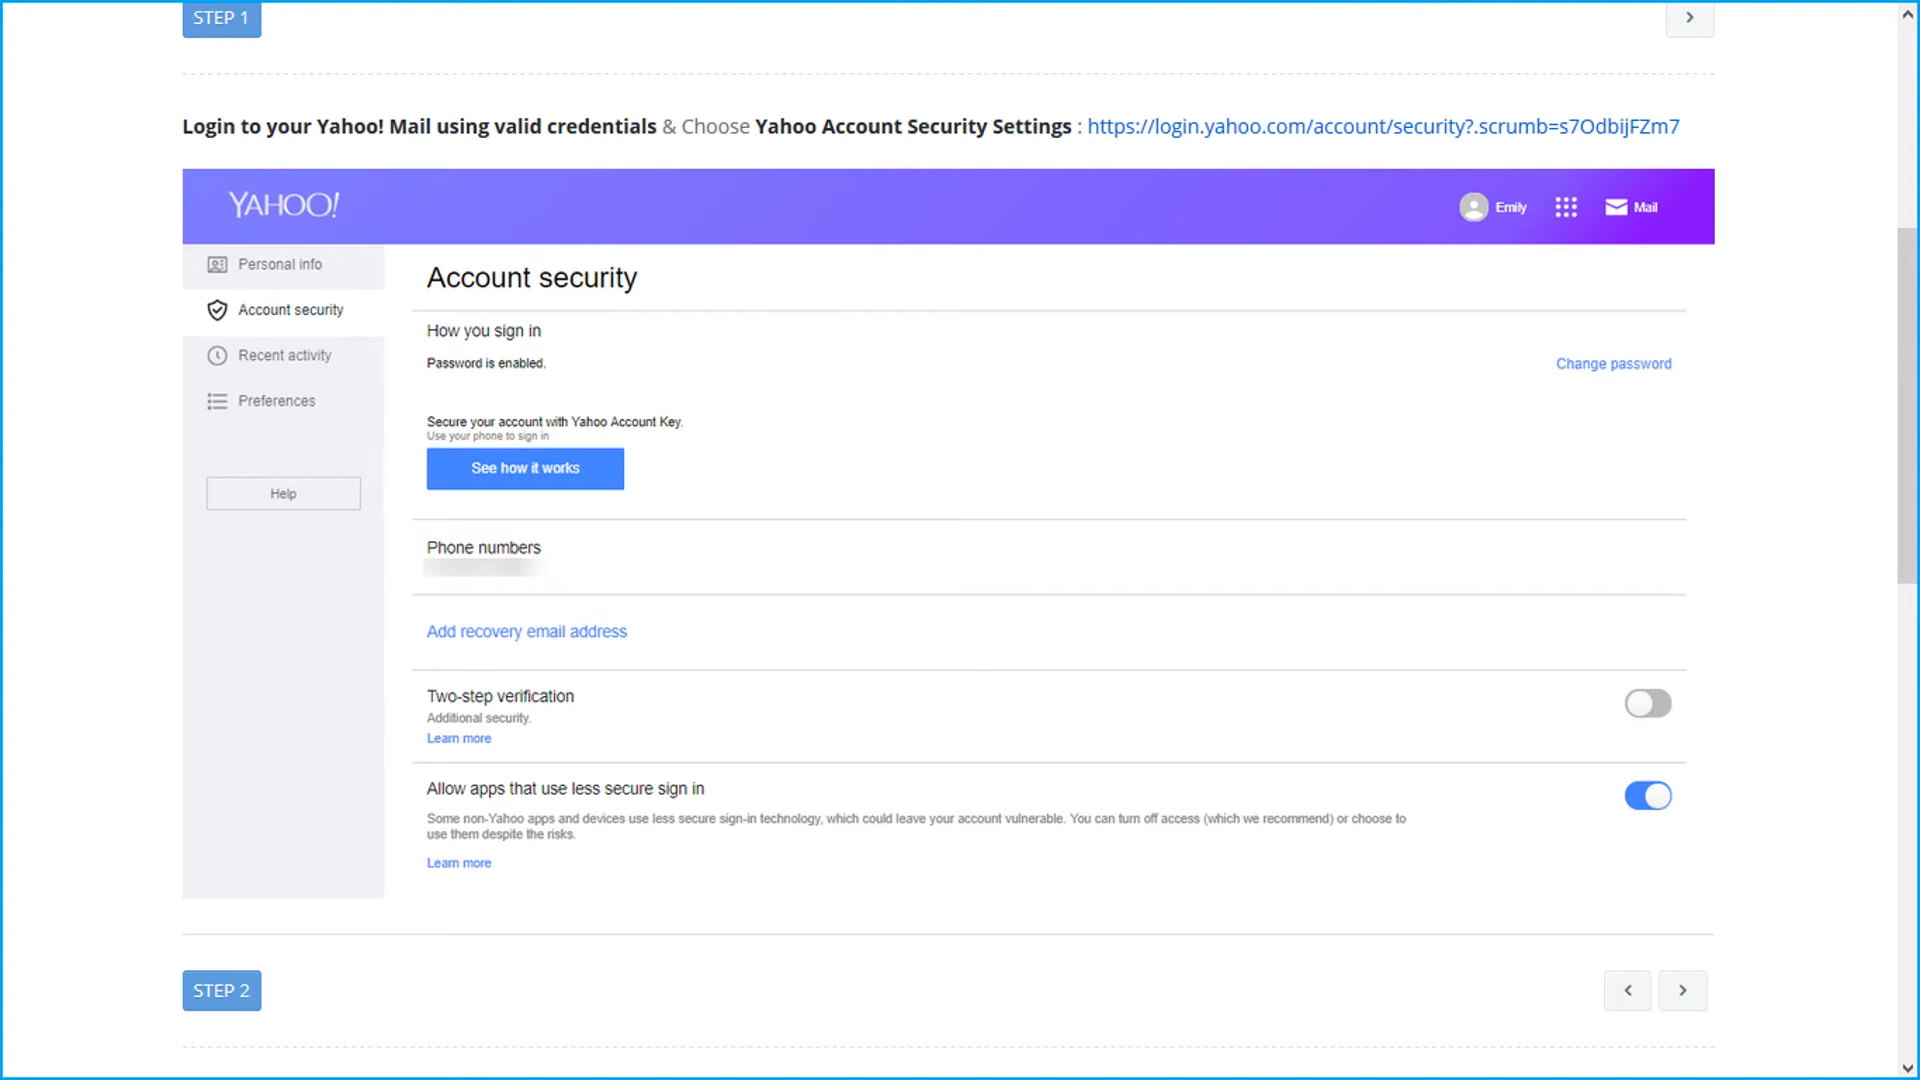 STEP 1
Login to your Yahoo! Mail using valid credentials & Choose Yahoo Account Security Settings : https://login.yahoo.com/account/security?.scrumb=s7OdbijFZm7
YAHOO!
Emily
Mail
Personal info
Account security
Recent activity
Preferences
Help
Account security
How you sign in
Password is enabled.
Change password
Secure your account with Yahoo Account Key.
Use your phone to sign in
See how it works
Phone numbers
Add recovery email address
Two-step verification
Additional security.
Learn more
Allow apps that use less secure sign in
Some non-Yahoo apps and devices use less secure sign-in technology, which could leave your account vulnerable. You can turn off access (which we recommend) or choose to
use them despite the risks.
Learn more
STEP 2